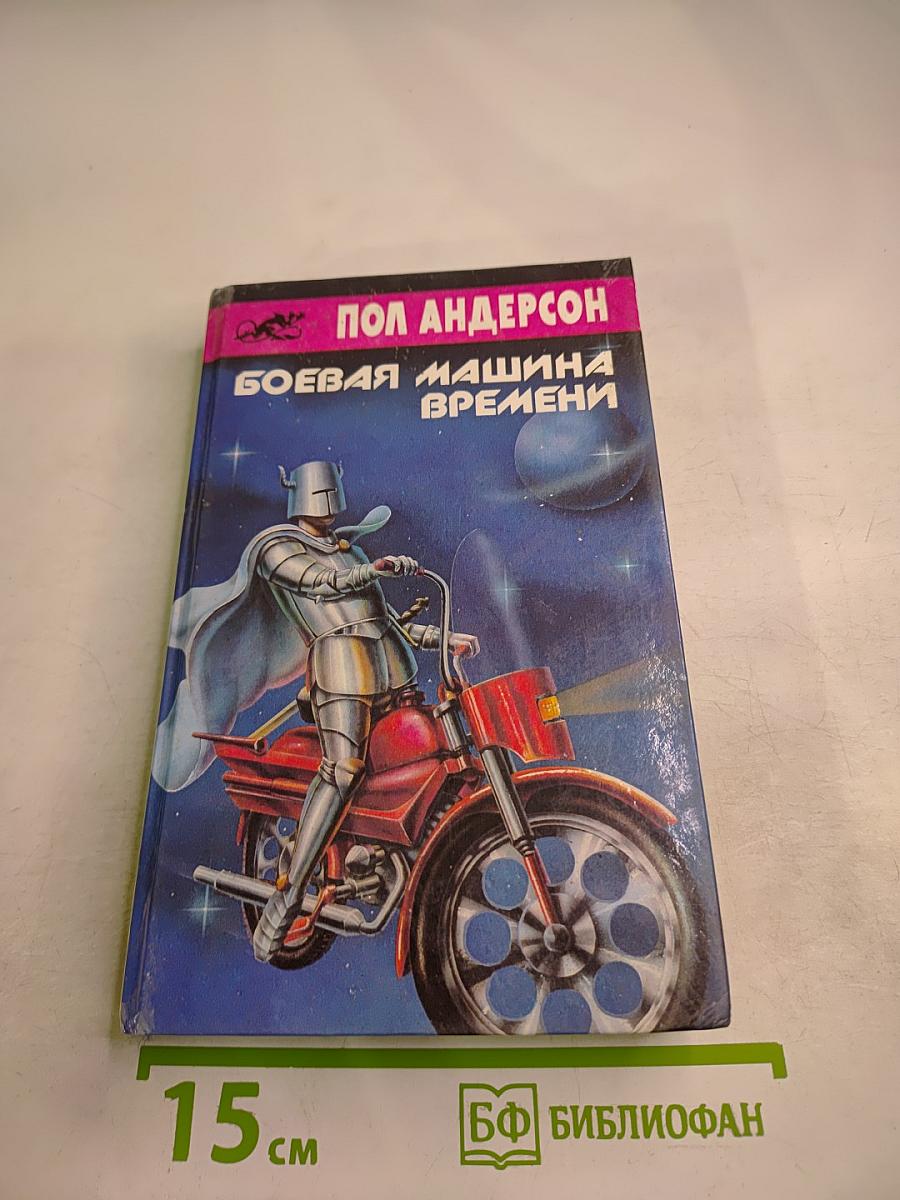 ПОЛ АНДЕРСОН
БОЕВАЯ МАШИНА
ВРЕМЕНИ
15 см
БФ БИБЛИОФАН